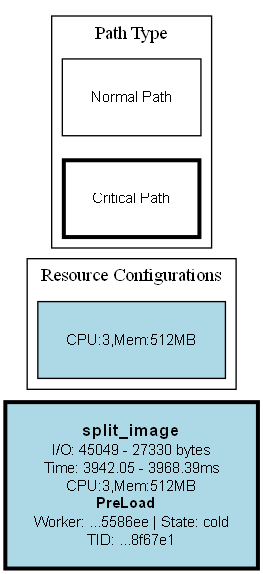 Path Type
Normal Path
Critical Path
Resource Configurations
CPU:3,Mem:512MB
split_image
I/O: 45049 - 27330 bytes
Time: 3942.05 - 3968.39ms
CPU:3,Mem:512MB
PreLoad
Worker: ...5586ee | State: cold
TID: ...8f67e1